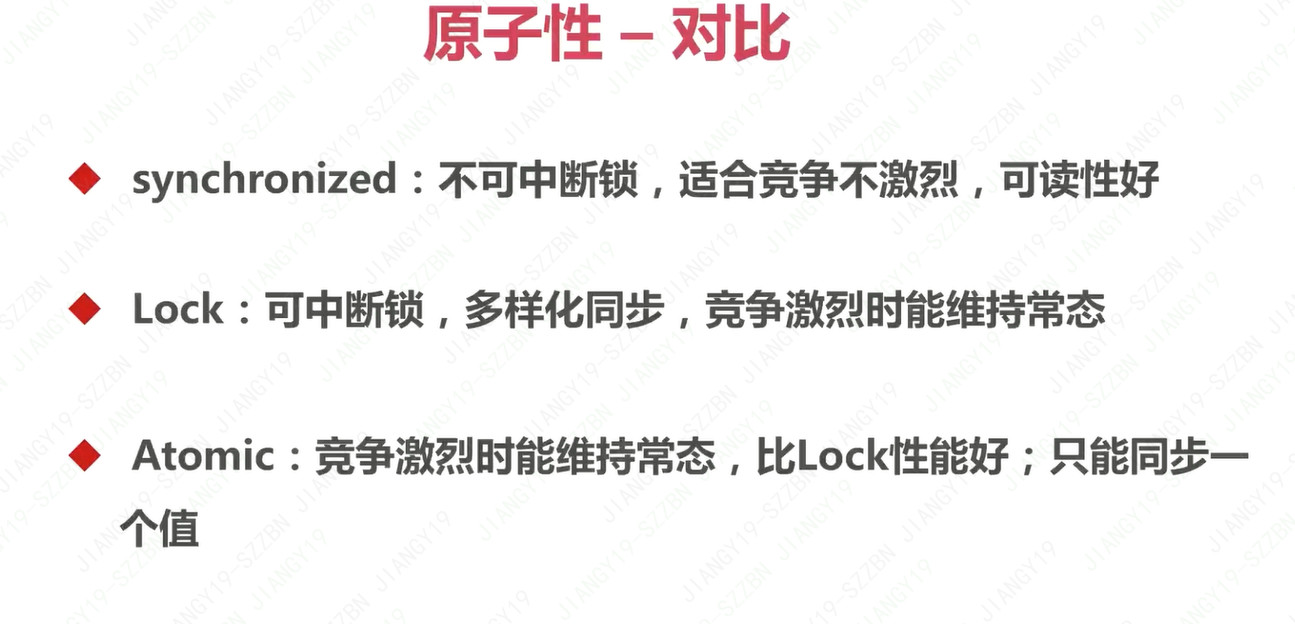 原子性 – 对比
synchronized：不可中断锁，适合竞争不激烈，可读性好
Lock：可中断锁，多样化同步，竞争激烈时能维持常态
Atomic：竞争激烈时能维持常态，比Lock性能好；只能同步一
个值